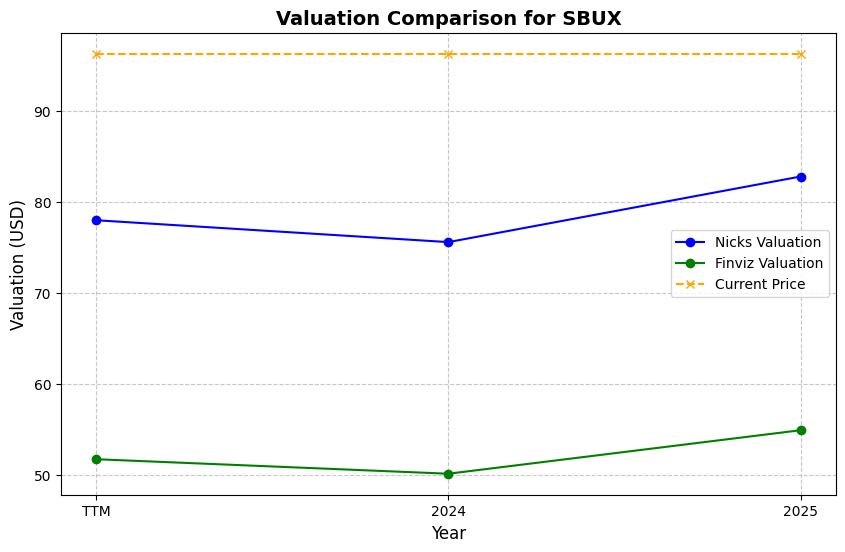 Valuation Comparison for SBUX
Valuation (USD)
90
80
70
60
50
Nicks Valuation
Finviz Valuation
Current Price
TTM
2024
2025
Year